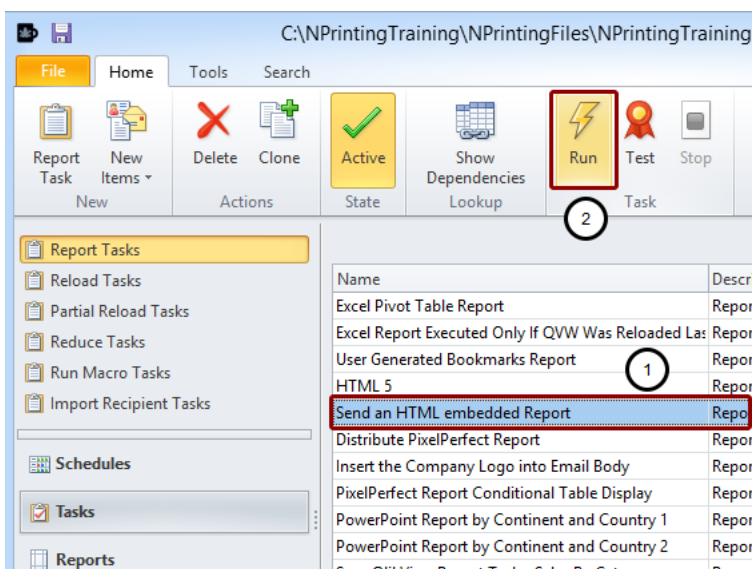 C:\NPrintingTraining\NPrintingFiles\NPrintingTraining
File Home Tools Search
Report Task
New Items
Delete
Clone
Active
Show Dependencies
Run
Test
Stop
New
Actions
State
Lookup
Task
2
Report Tasks
Reload Tasks
Partial Reload Tasks
Reduce Tasks
Run Macro Tasks
Import Recipient Tasks
Schedules
Tasks
Reports
Name Descr
Excel Pivot Table Report Repor
Excel Report Executed Only If QVW Was Reloaded Las Repor
User Generated Bookmarks Report Repor
1
HTML 5 Repor
Send an HTML embedded Report Repor
Distribute PixelPerfect Report Repor
Insert the Company Logo into Email Body Repor
PixelPerfect Report Conditional Table Display Repor
PowerPoint Report by Continent and Country 1 Repor
PowerPoint Report by Continent and Country 2 Repor